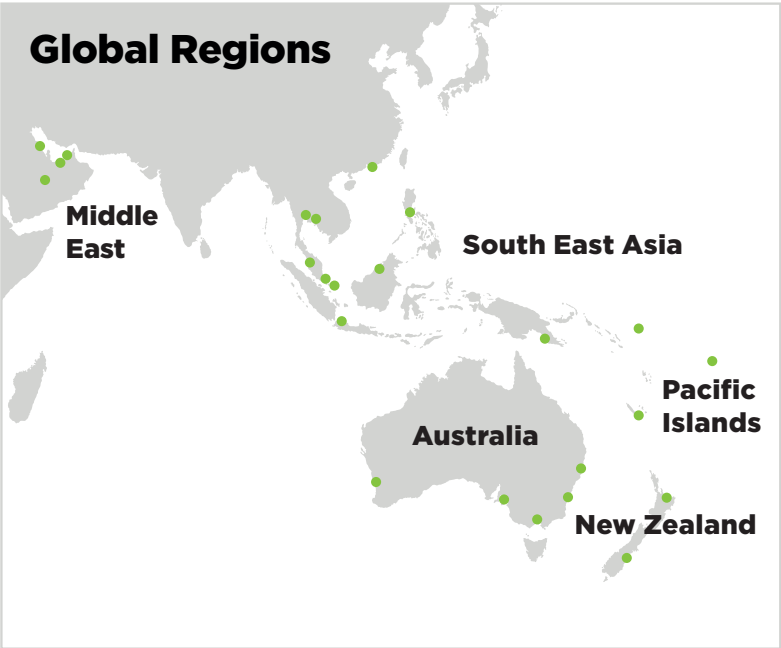 Global Regions
Middle
East
South East Asia
Pacific
Islands
Australia
New Zealand